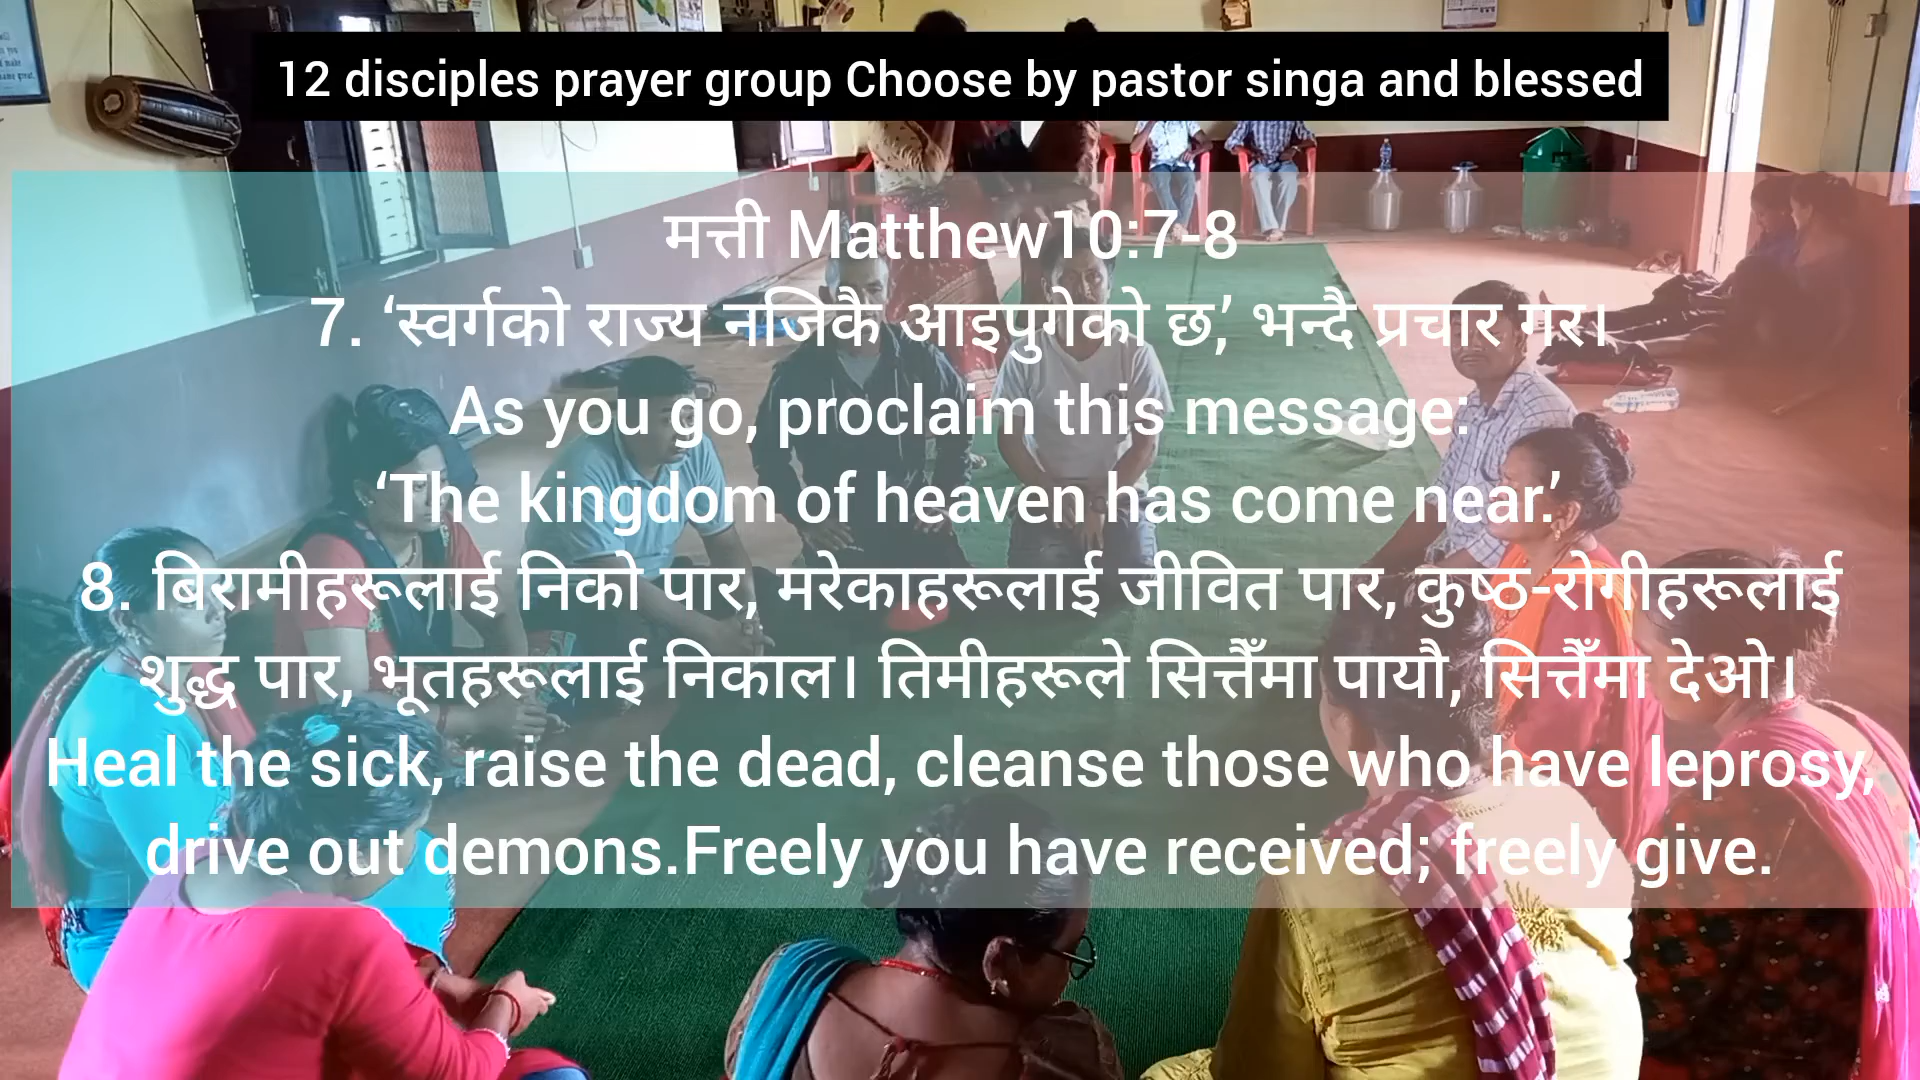 12 disciples prayer group Choose by pastor singa and blessed
मत्ती Matthew10:7-8
7. ‘स्वर्गको राज्य नजिकै आइपुगेको छ,’ भन्दै प्रचार गर।
As you go, proclaim this message:
‘The kingdom of heaven has come near.’
8. बिरामीहरूलाई निको पार, मरेकाहरूलाई जीवित पार, कुष्ठ-रोगीहरूलाई
शुद्ध पार, भूतहरूलाई निकाल। तिमीहरूले सित्तैँमा पायौ, सित्तैँमा देओ।
Heal the sick, raise the dead, cleanse those who have leprosy,
drive out demons.Freely you have received; freely give.